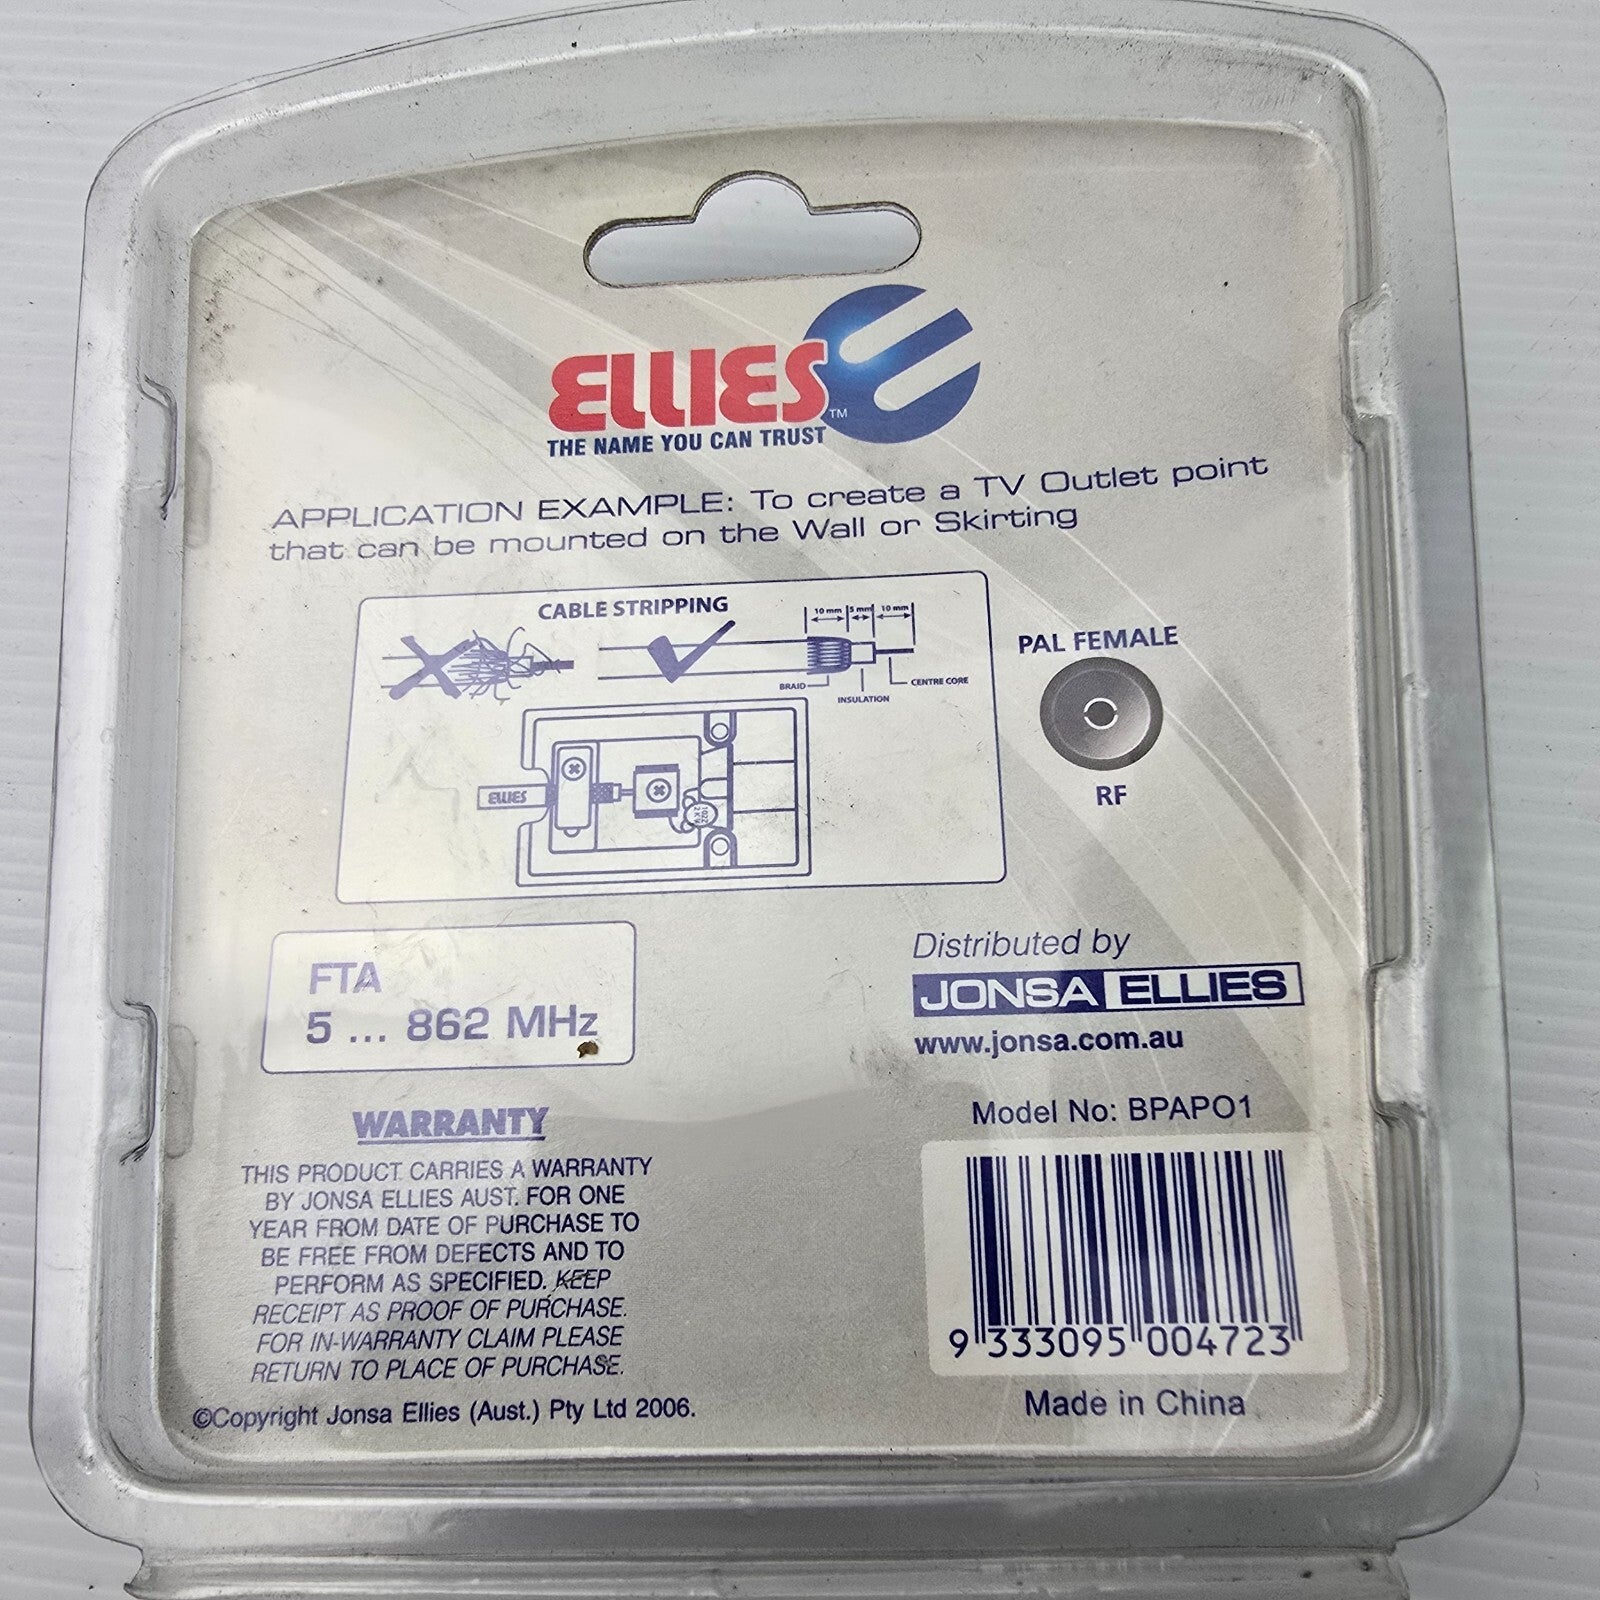 ELLIES TM
THE NAME YOU CAN TRUST
APPLICATION EXAMPLE: To create a TV Outlet point
that can be mounted on the Wall or Skirting
CABLE STRIPPING
10 mm 5 mm 10 mm
BRAID
INSULATION
CENTRE CORE
ELLIES
PAL FEMALE
RF
FTA
5 ... 862 MHz
Distributed by
JONSA ELLIES
www.jonsa.com.au
Model No: BPAPO1
9 333095 004723
Made in China
WARRANTY
THIS PRODUCT CARRIES A WARRANTY
BY JONSA ELLIES AUST. FOR ONE
YEAR FROM DATE OF PURCHASE TO
BE FREE FROM DEFECTS AND TO
PERFORM AS SPECIFIED. KEEP
RECEIPT AS PROOF OF PURCHASE.
FOR IN-WARRANTY CLAIM PLEASE
RETURN TO PLACE OF PURCHASE.
©Copyright Jonsa Ellies (Aust.) Pty Ltd 2006.